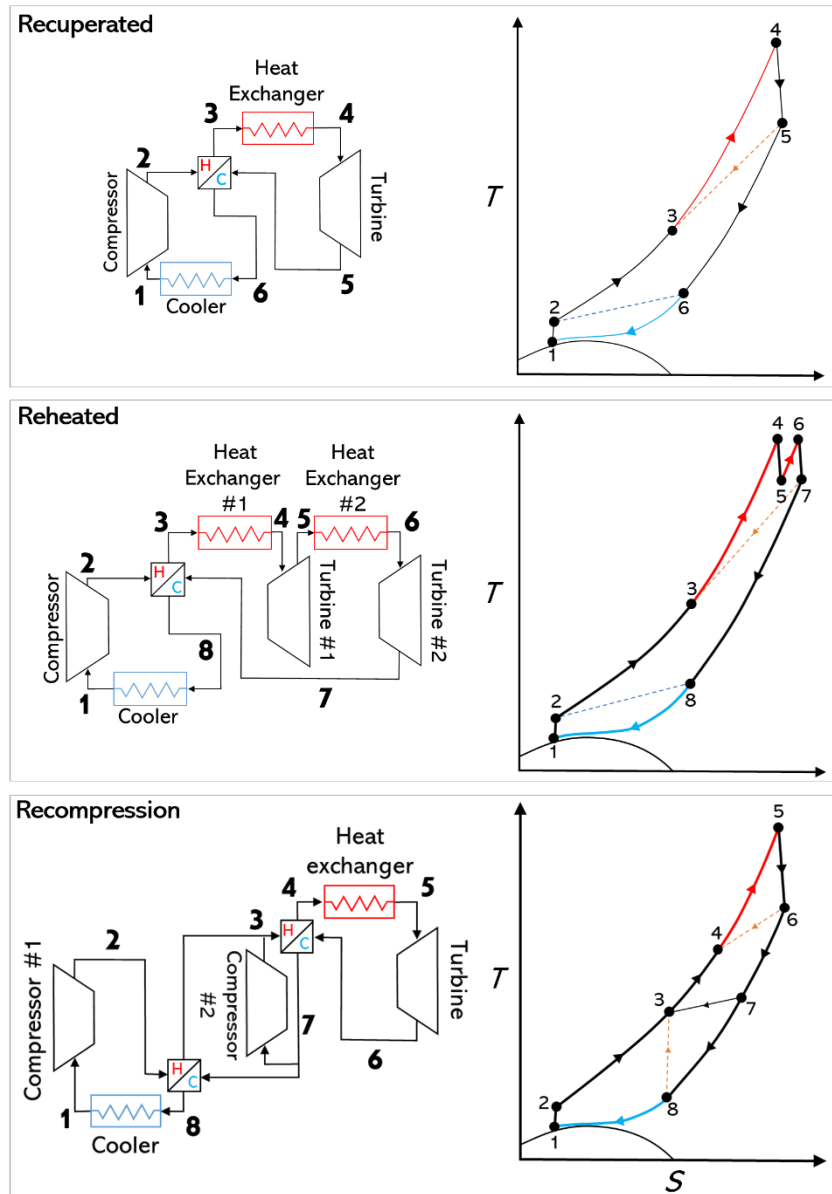 Recuperated
Heat
Exchanger
3
4
2
H
C
Compressor
Turbine
1
6
5
Cooler
T
4
5
3
2
6
1
Reheated
Heat
Exchanger
#1
Heat
Exchanger
#2
3
4
5
6
2
H
C
Compressor
Turbine #1
Turbine #2
8
1
7
Cooler
T
4
6
5
7
3
2
8
1
Recompression
Heat
exchanger
4
5
3
2
H
C
Compressor #1
Compressor
#2
Turbine
7
6
H
C
1
8
Cooler
T
5
6
4
3
7
2
8
1
S